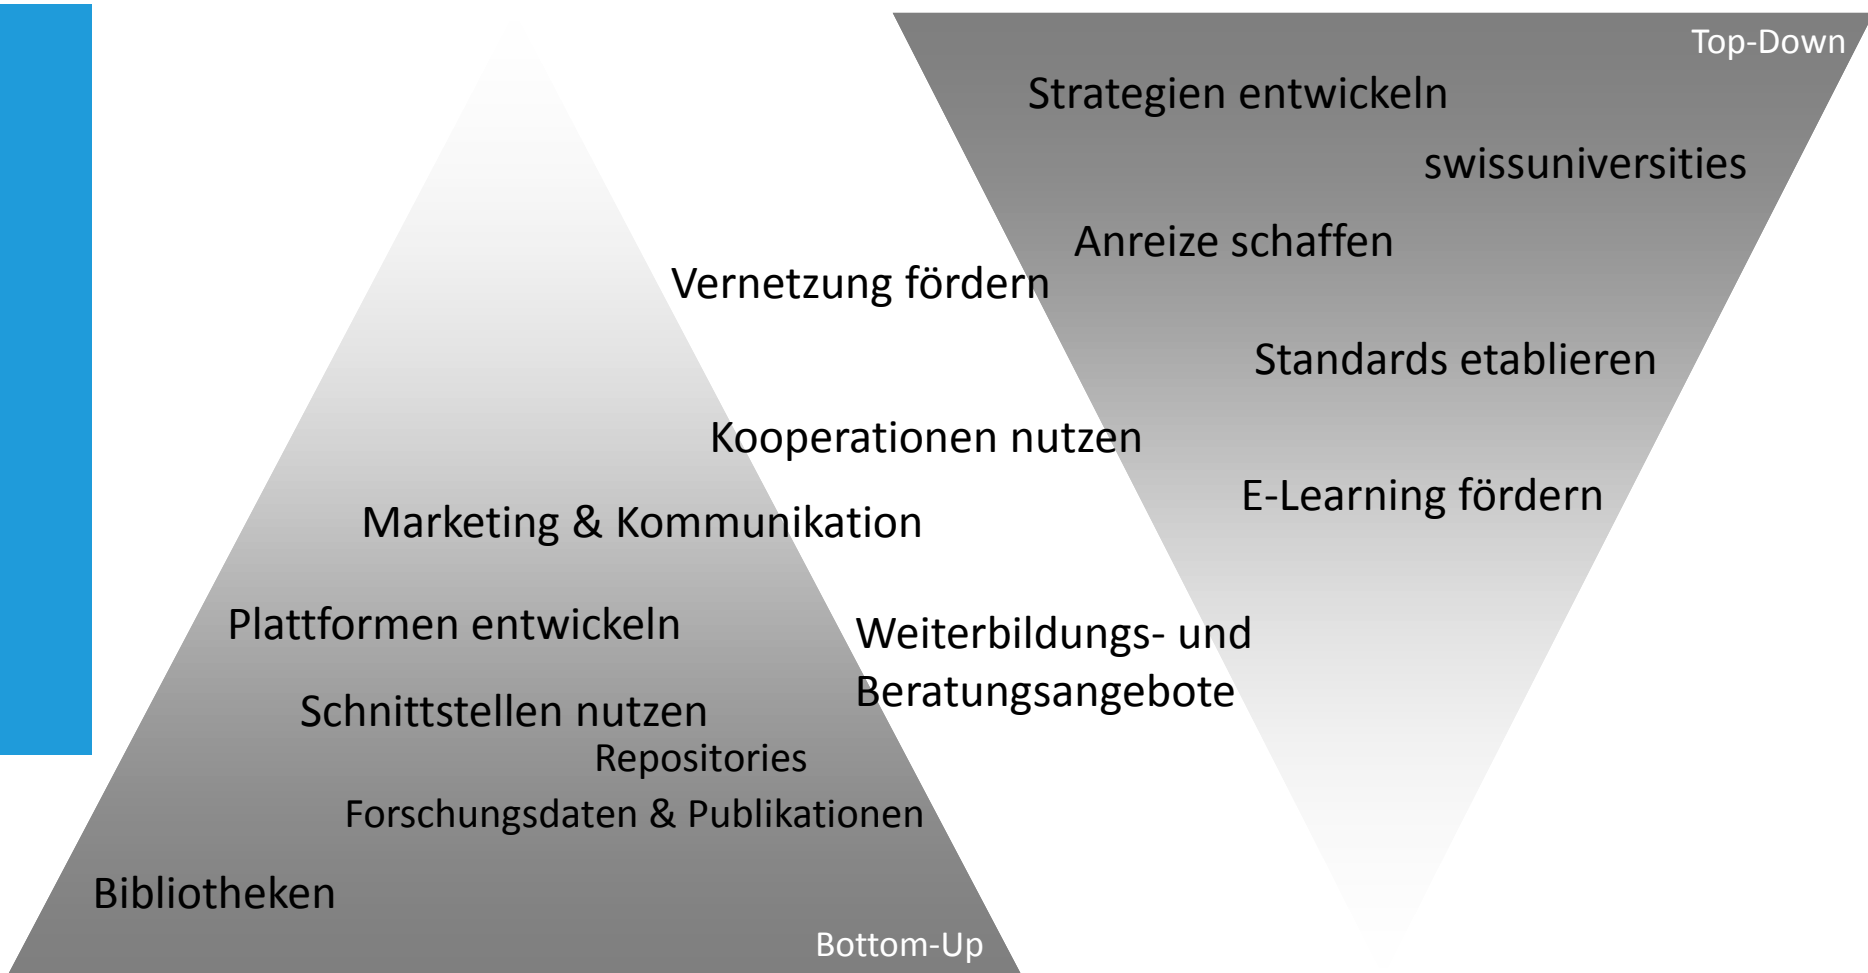 Top-Down
Strategien entwickeln
swissuniversities
Anreize schaffen
Vernetzung fördern
Standards etablieren
Kooperationen nutzen
E-Learning fördern
Marketing & Kommunikation
Plattformen entwickeln
Weiterbildungs- und
Beratungsangebote
Schnittstellen nutzen
Repositories
Forschungsdaten & Publikationen
Bibliotheken
Bottom-Up